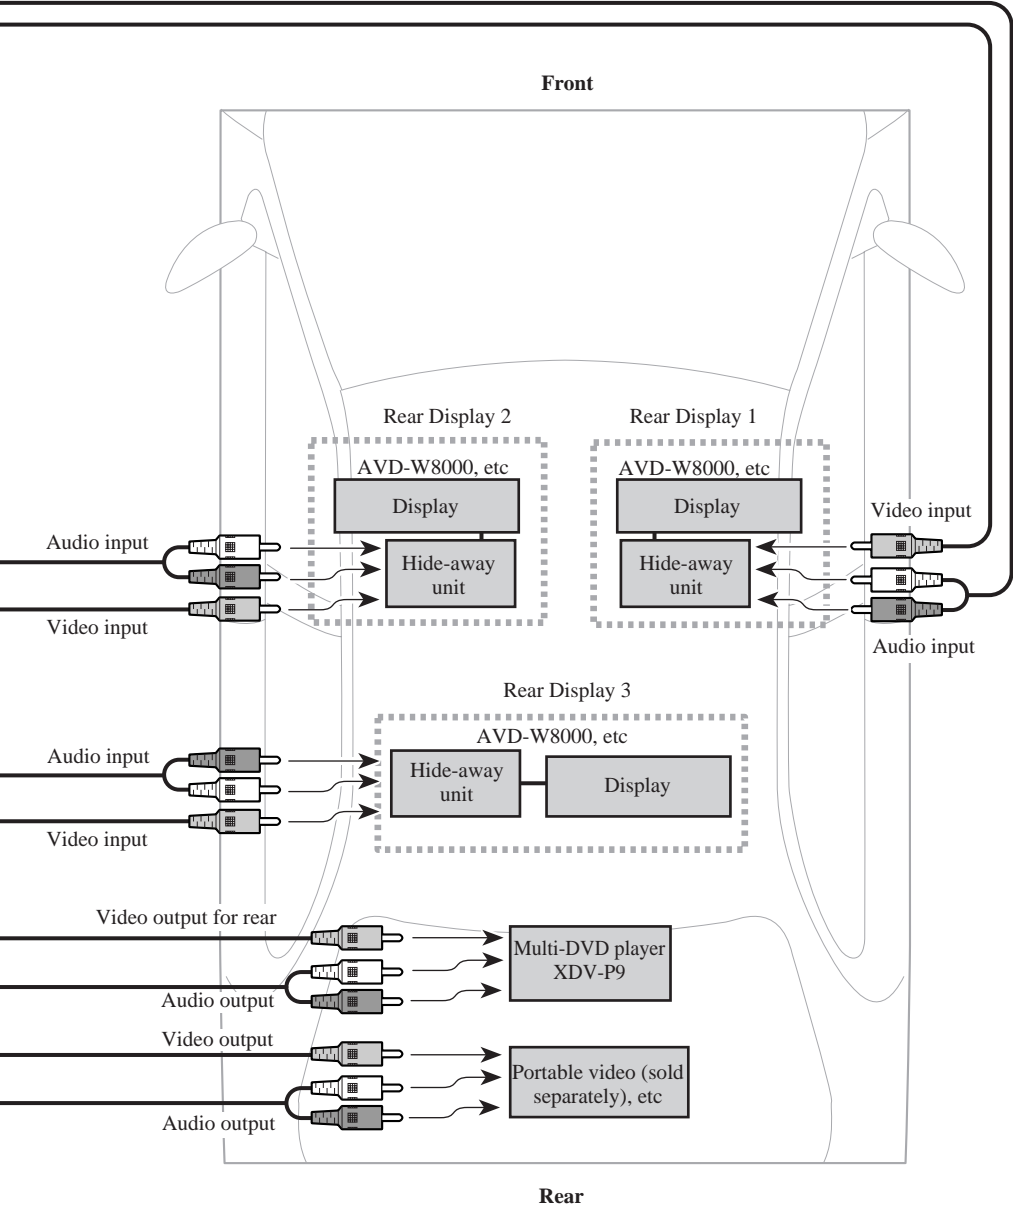 Front
Rear Display 2
Rear Display 1
AVD-W8000, etc
AVD-W8000, etc
Display
Display
Video input
Audio input
Hide-away
unit
Hide-away
unit
Video input
Audio input
Rear Display 3
AVD-W8000, etc
Audio input
Hide-away
unit
Display
Video input
Video output for rear
Multi-DVD player
XDV-P9
Audio output
Video output
Portable video (sold
separately), etc
Audio output
Rear